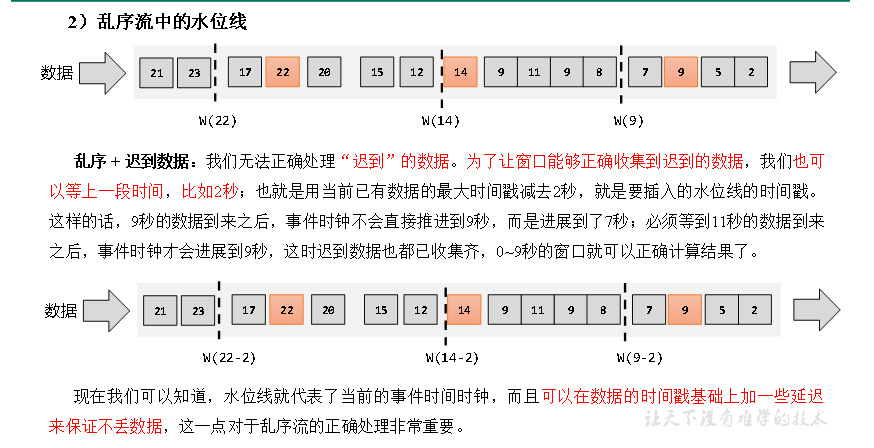 2）乱序流中的水位线
数据 21 23 17 22 20 15 12 14 9 11 9 8 7 9 5 2
W(22) W(14) W(9)
乱序 + 迟到数据：我们无法正确处理“迟到”的数据。为了让窗口能够正确收集到迟到的数据，我们也可
以等上一段时间，比如2秒；也就是用当前已有数据的最大时间戳减去2秒，就是要插入的水位线的时间戳。
这样的话，9秒的数据到来之后，事件时钟不会直接推进到9秒，而是进展到了7秒；必须等到11秒的数据到来
之后，事件时钟才会进展到9秒，这时迟到数据也都已收集齐，0~9秒的窗口就可以正确计算结果了。
数据 21 23 17 22 20 15 12 14 9 11 9 8 7 9 5 2
W(22-2) W(14-2) W(9-2)
现在我们可以知道，水位线就代表了当前的事件时间时钟，而且可以在数据的时间戳基础上加一些延迟
来保证不丢数据，这一点对于乱序流的正确处理非常重要。
让天下没有难学的技术